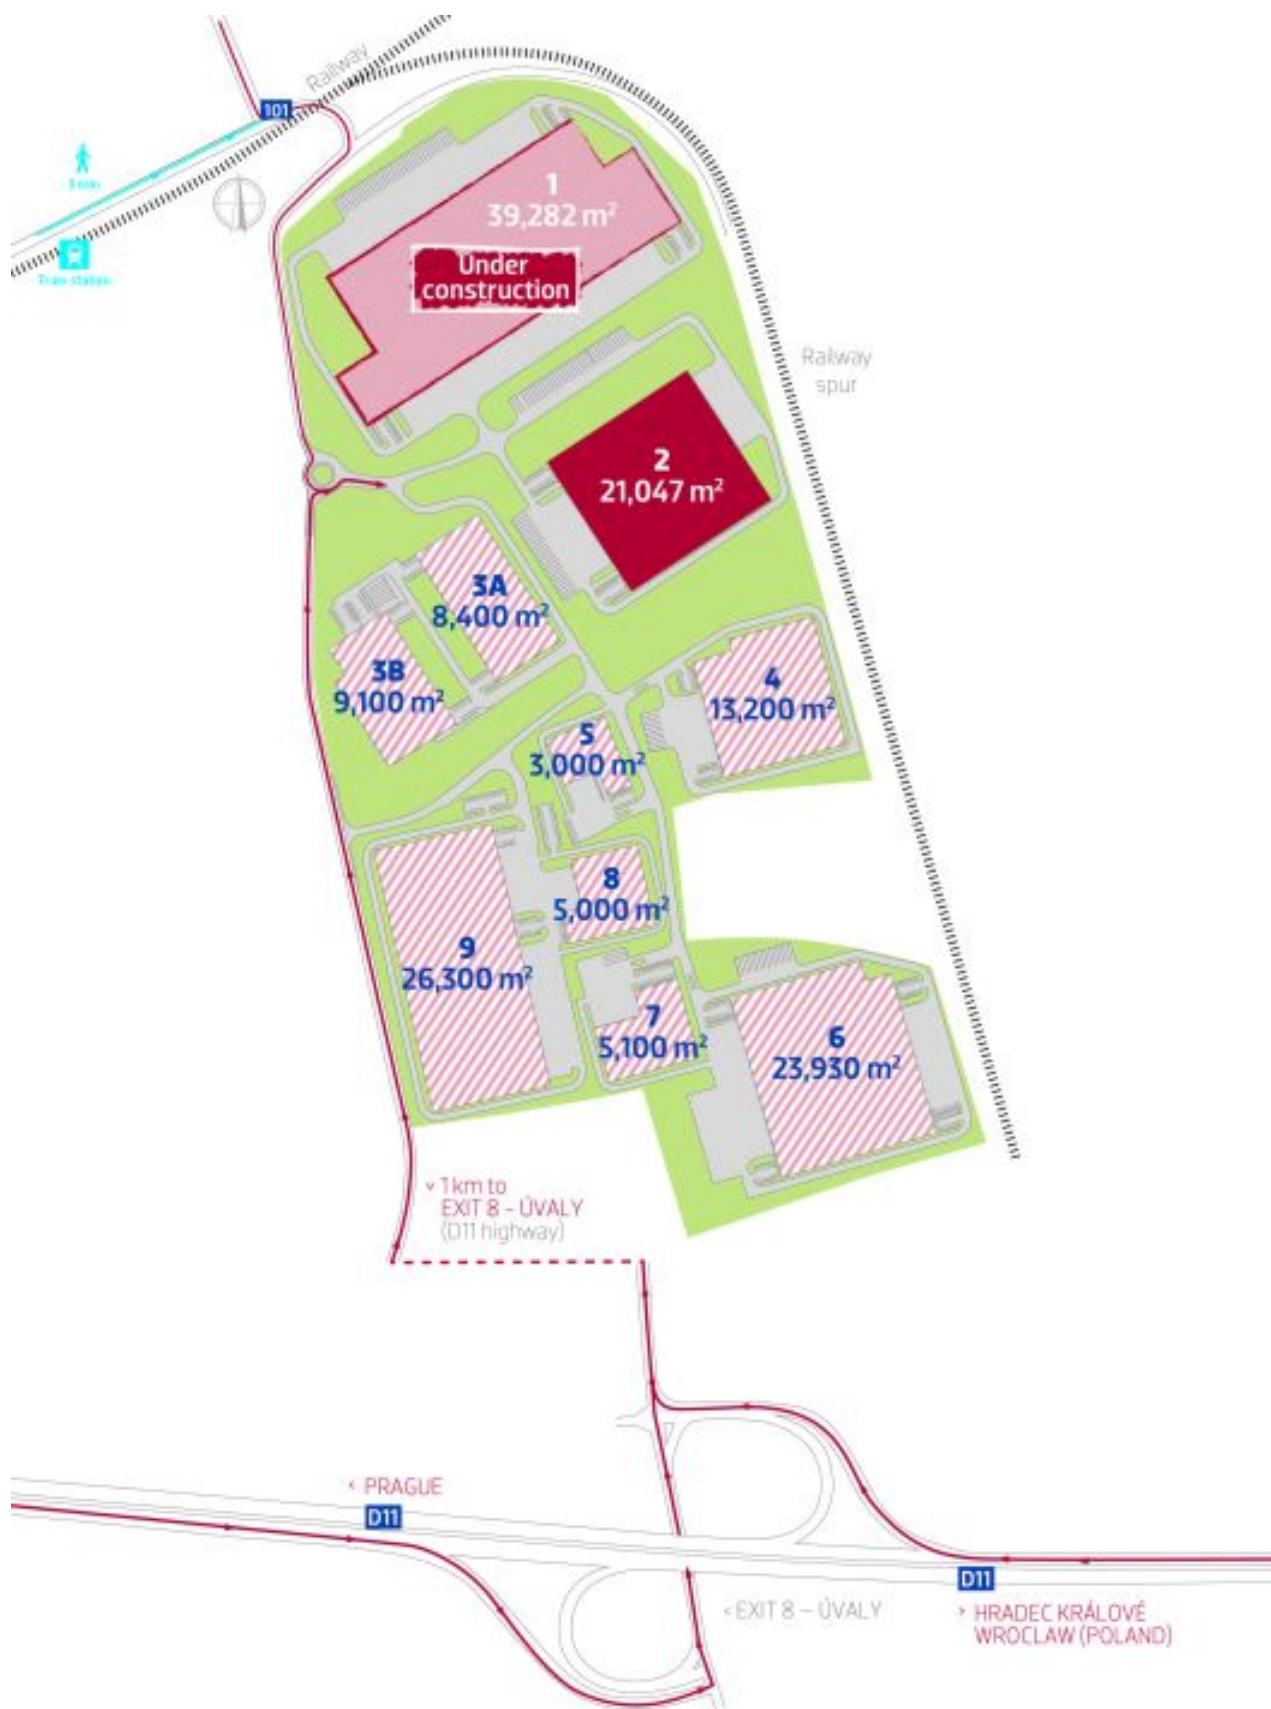 Railway
101
3 min
Train station
1
39,282 m²
Under
construction
Railway
spur
2
21,047 m²
3A
8,400 m²
3B
9,100 m²
4
13,200 m²
5
3,000 m²
8
5,000 m²
9
26,300 m²
7
5,100 m²
6
23,930 m²
˅ 1 km to
EXIT 8 – ÚVALY
(D11 highway)
‹ PRAGUE
D11
D11
‹ EXIT 8 – ÚVALY
› HRADEC KRÁLOVÉ
WROCLAW (POLAND)